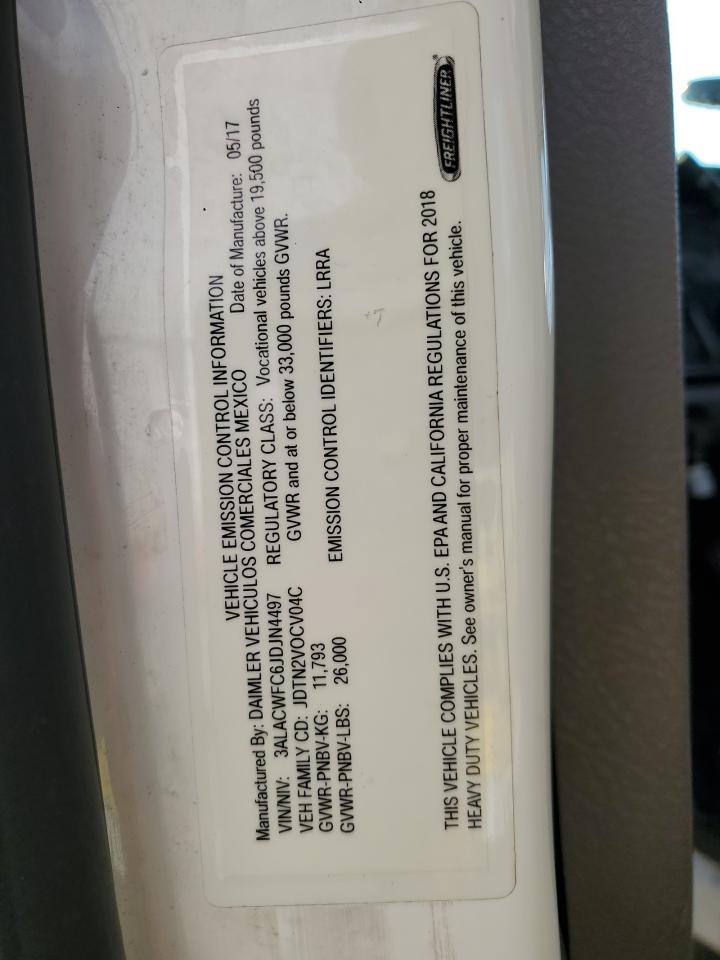 VEHICLE EMISSION CONTROL INFORMATION
Manufactured By: DAIMLER VEHICULOS COMERCIALES MEXICO Date of Manufacture: 05/17
VIN/NIV: 3ALACWFC6JDJN4497 REGULATORY CLASS: Vocational vehicles above 19,500 pounds
VEH FAMILY CD: JDTN2VOCV04C GVWR and at or below 33,000 pounds GVWR.
GVWR-PNBV-KG: 11,793
GVWR-PNBV-LBS: 26,000 EMISSION CONTROL IDENTIFIERS: LRRA
THIS VEHICLE COMPLIES WITH U.S. EPA AND CALIFORNIA REGULATIONS FOR 2018
HEAVY DUTY VEHICLES. See owner's manual for proper maintenance of this vehicle.
FREIGHTLINER